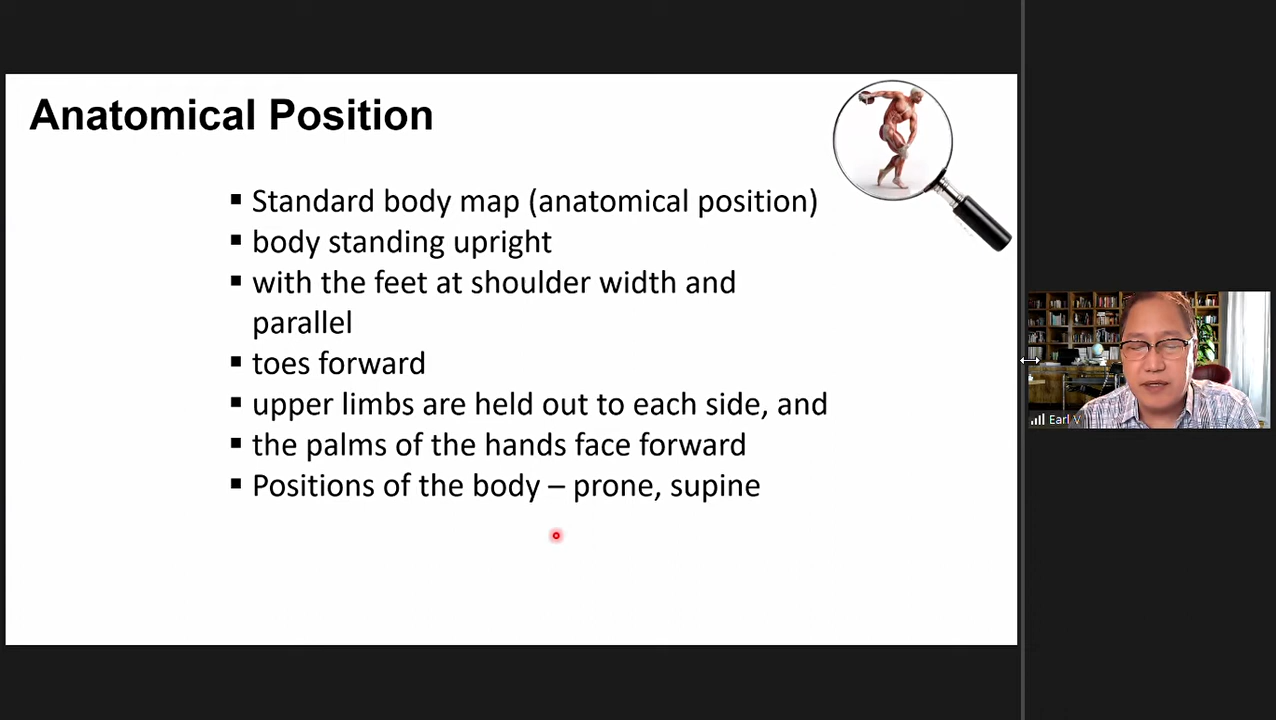 Anatomical Position
▪ Standard body map (anatomical position)
▪ body standing upright
▪ with the feet at shoulder width and
parallel
▪ toes forward
▪ upper limbs are held out to each side, and
▪ the palms of the hands face forward
▪ Positions of the body – prone, supine
Earl V